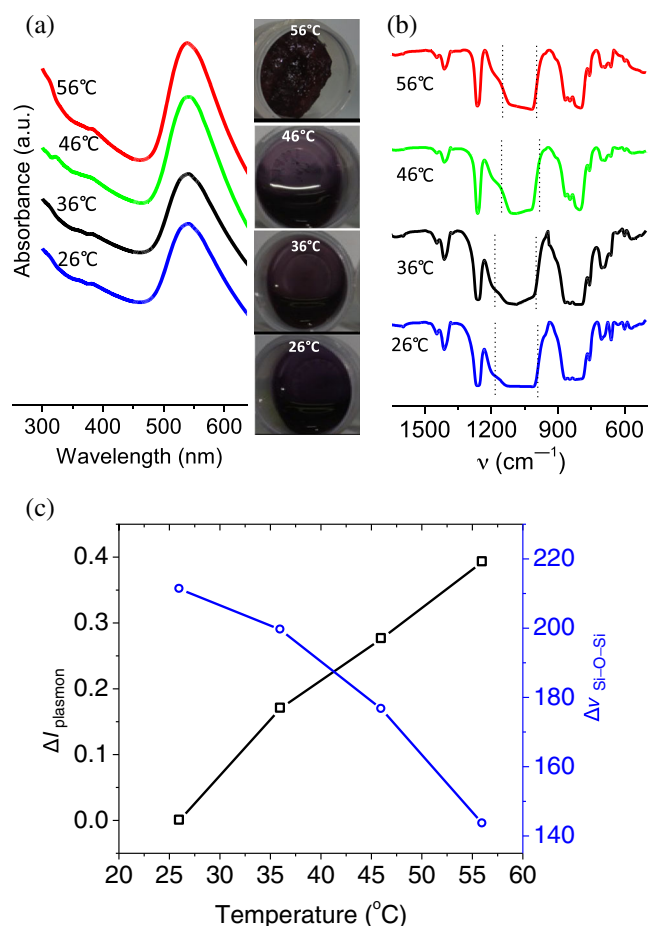 (a)
(b)
56℃
46℃
36℃
26℃
Absorbance (a.u.)
300 400 500 600
Wavelength (nm)
56°C
46°C
36°C
26°C
56℃
46℃
36℃
26℃
1500 1200 900 600
ν (cm—1)
(c)
0.4
0.3
0.2
0.1
0.0
ΔI plasmon
220
200
180
160
140
Δν Si–O–Si
20 25 30 35 40 45 50 55 60
Temperature (°C)